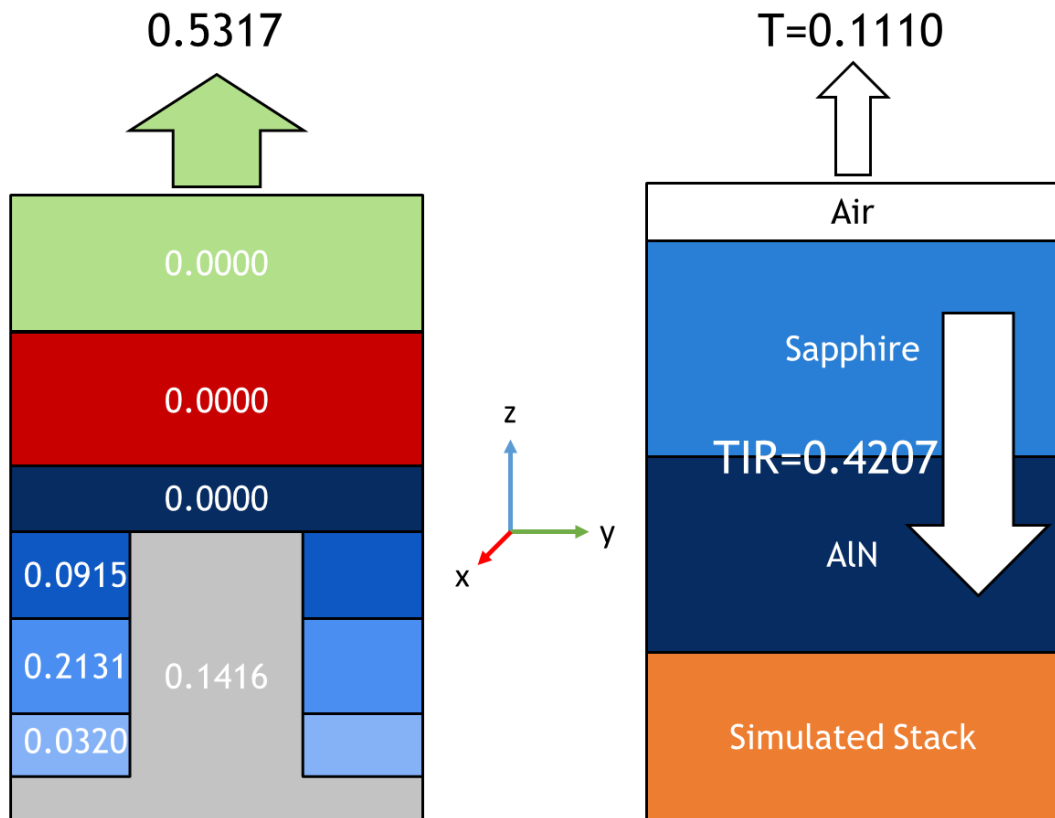 0.5317
0.0000
0.0000
0.0000
0.0915
0.2131
0.1416
0.0320
z
y
x
T=0.1110
Air
Sapphire
TIR=0.4207
AlN
Simulated Stack